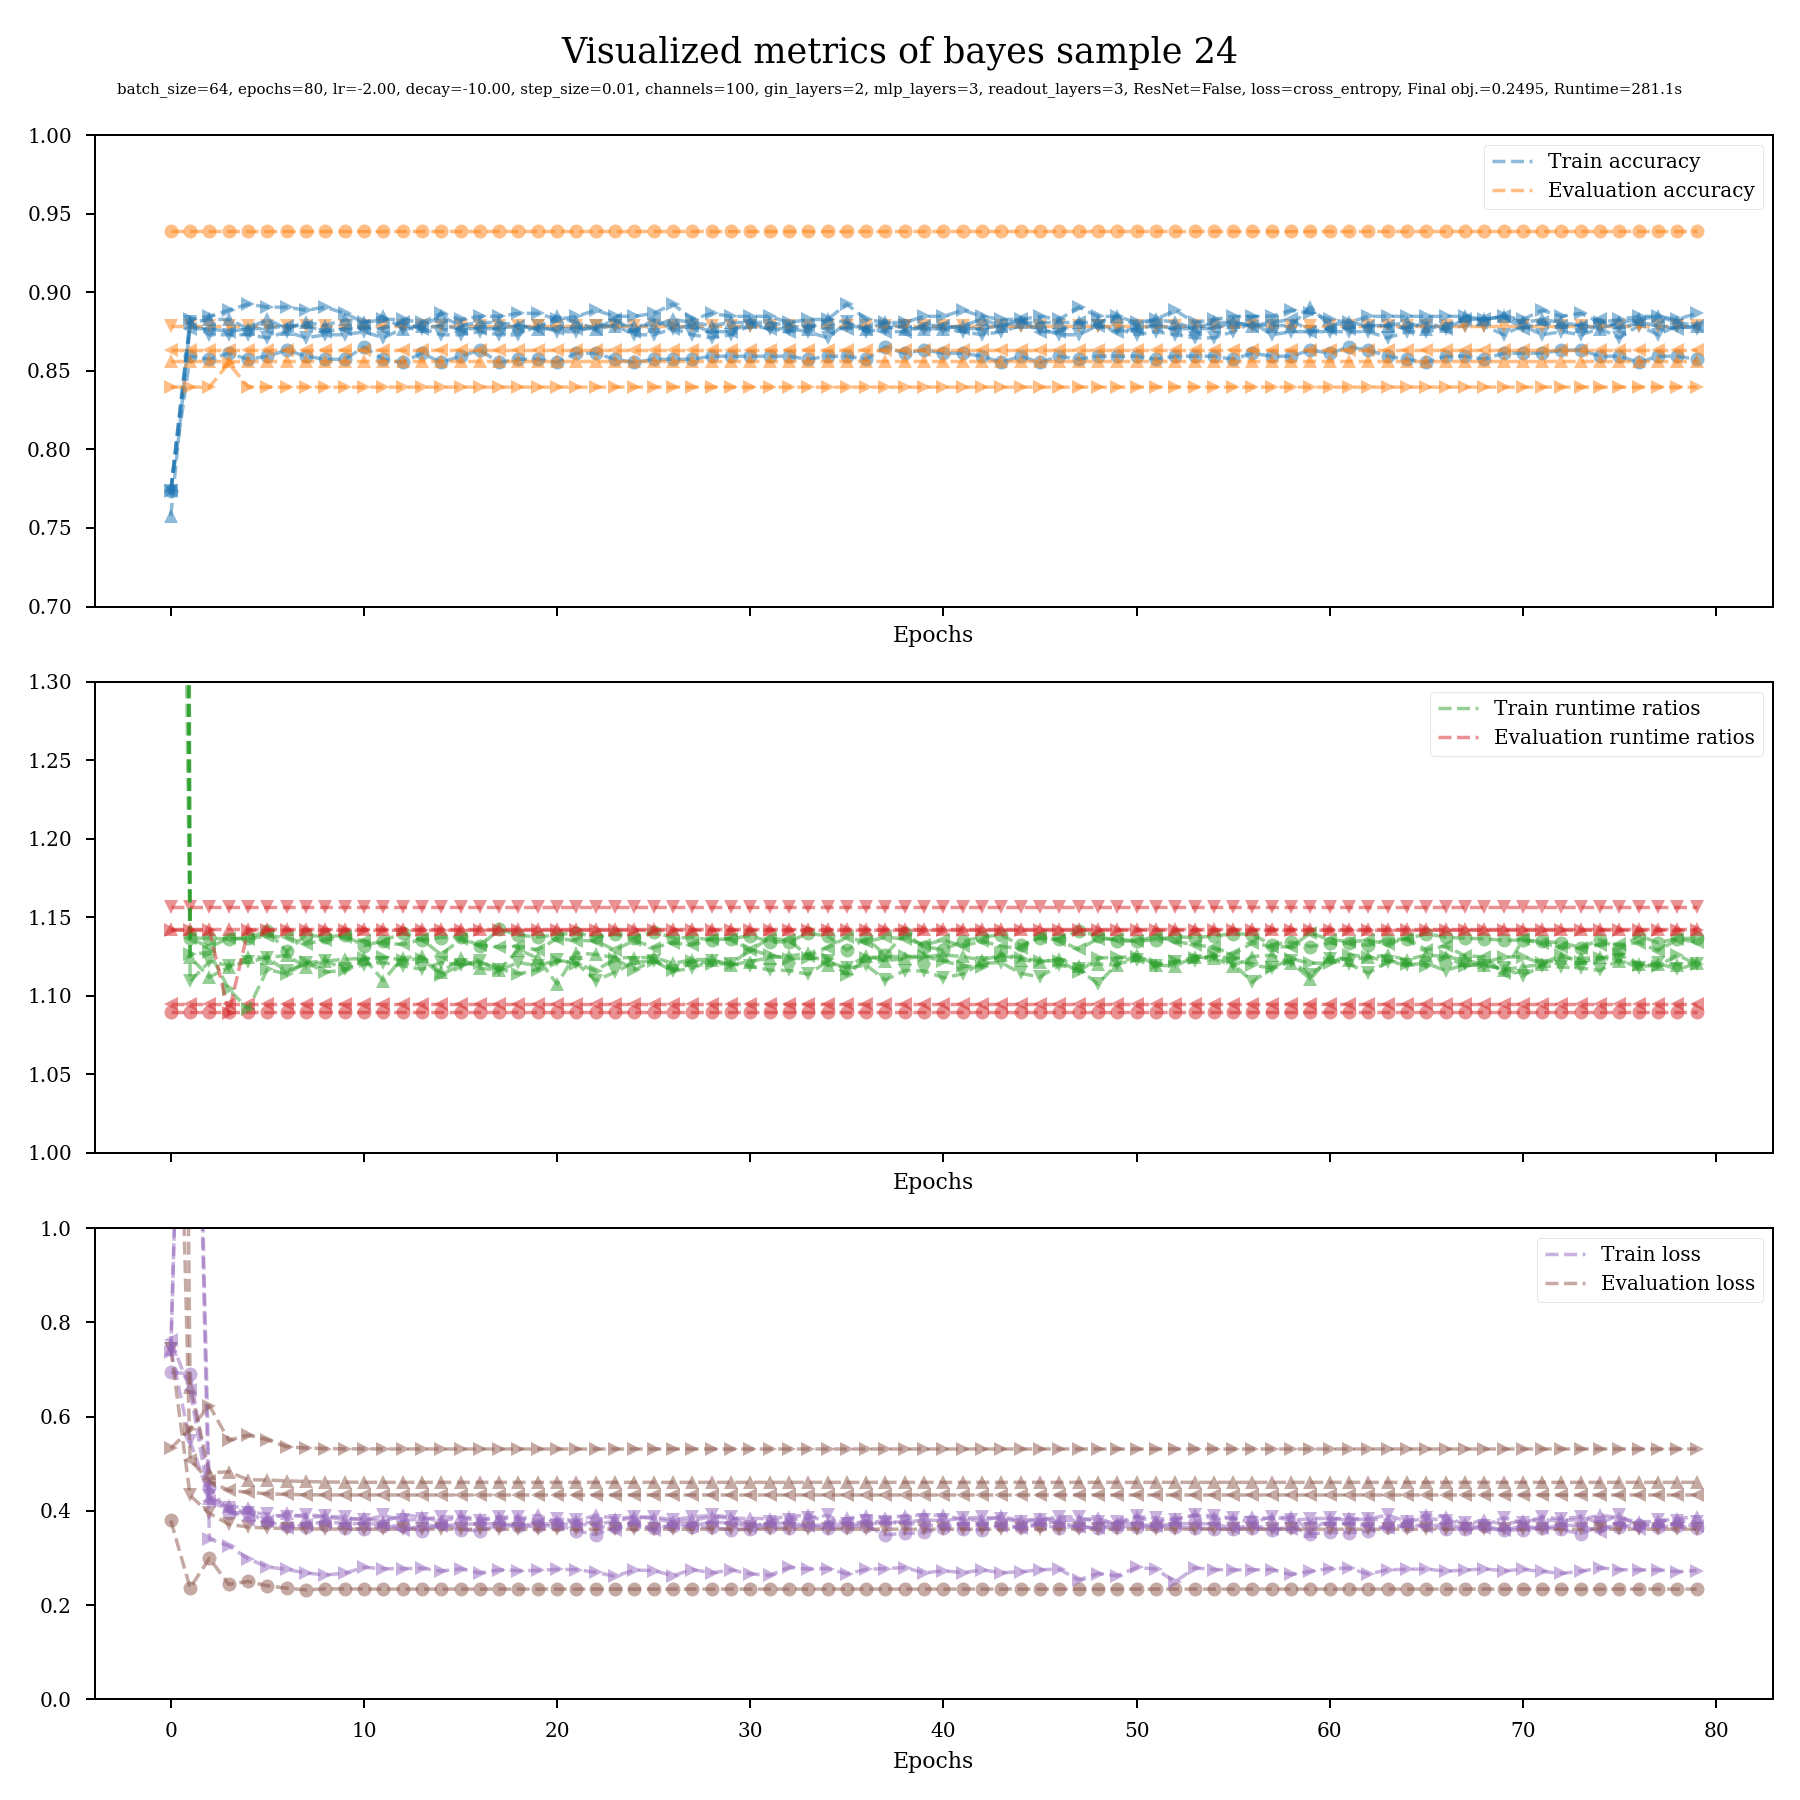 Visualized metrics of bayes sample 24
batch_size=64, epochs=80, lr=-2.00, decay=-10.00, step_size=0.01, channels=100, gin_layers=2, mlp_layers=3, readout_layers=3, ResNet=False, loss=cross_entropy, Final obj.=0.2495, Runtime=281.1s
1.00
0.95
0.90
0.85
0.80
0.75
0.70
Train accuracy
Evaluation accuracy
Epochs
1.30
1.25
1.20
1.15
1.10
1.05
1.00
Train runtime ratios
Evaluation runtime ratios
Epochs
1.0
0.8
0.6
0.4
0.2
0.0
Train loss
Evaluation loss
0 10 20 30 40 50 60 70 80
Epochs